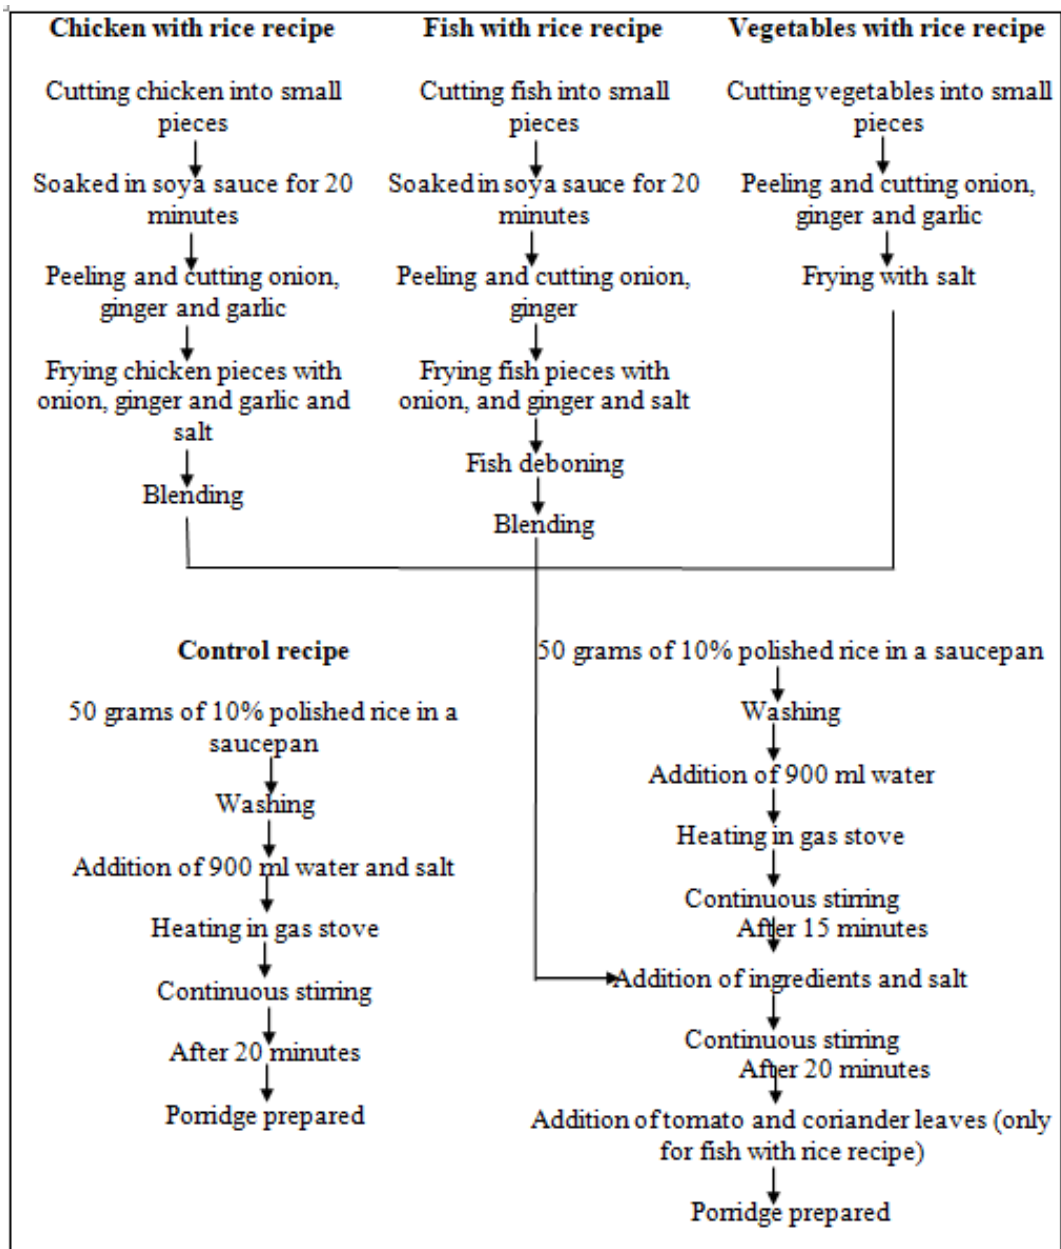 Chicken with rice recipe
Cutting chicken into small
pieces
Soaked in soya sauce for 20
minutes
Peeling and cutting onion,
ginger and garlic
Frying chicken pieces with
onion, ginger and garlic and
salt
Blending
Fish with rice recipe
Cutting fish into small
pieces
Soaked in soya sauce for 20
minutes
Peeling and cutting onion,
ginger
Frying fish pieces with
onion, and ginger and salt
Fish deboning
Blending
Vegetables with rice recipe
Cutting vegetables into small
pieces
Peeling and cutting onion,
ginger and garlic
Frying with salt
Control recipe
50 grams of 10% polished rice in a
saucepan
Washing
Addition of 900 ml water and salt
Heating in gas stove
Continuous stirring
After 20 minutes
Porridge prepared
50 grams of 10% polished rice in a saucepan
Washing
Addition of 900 ml water
Heating in gas stove
Continuous stirring
After 15 minutes
Addition of ingredients and salt
Continuous stirring
After 20 minutes
Addition of tomato and coriander leaves (only
for fish with rice recipe)
Porridge prepared